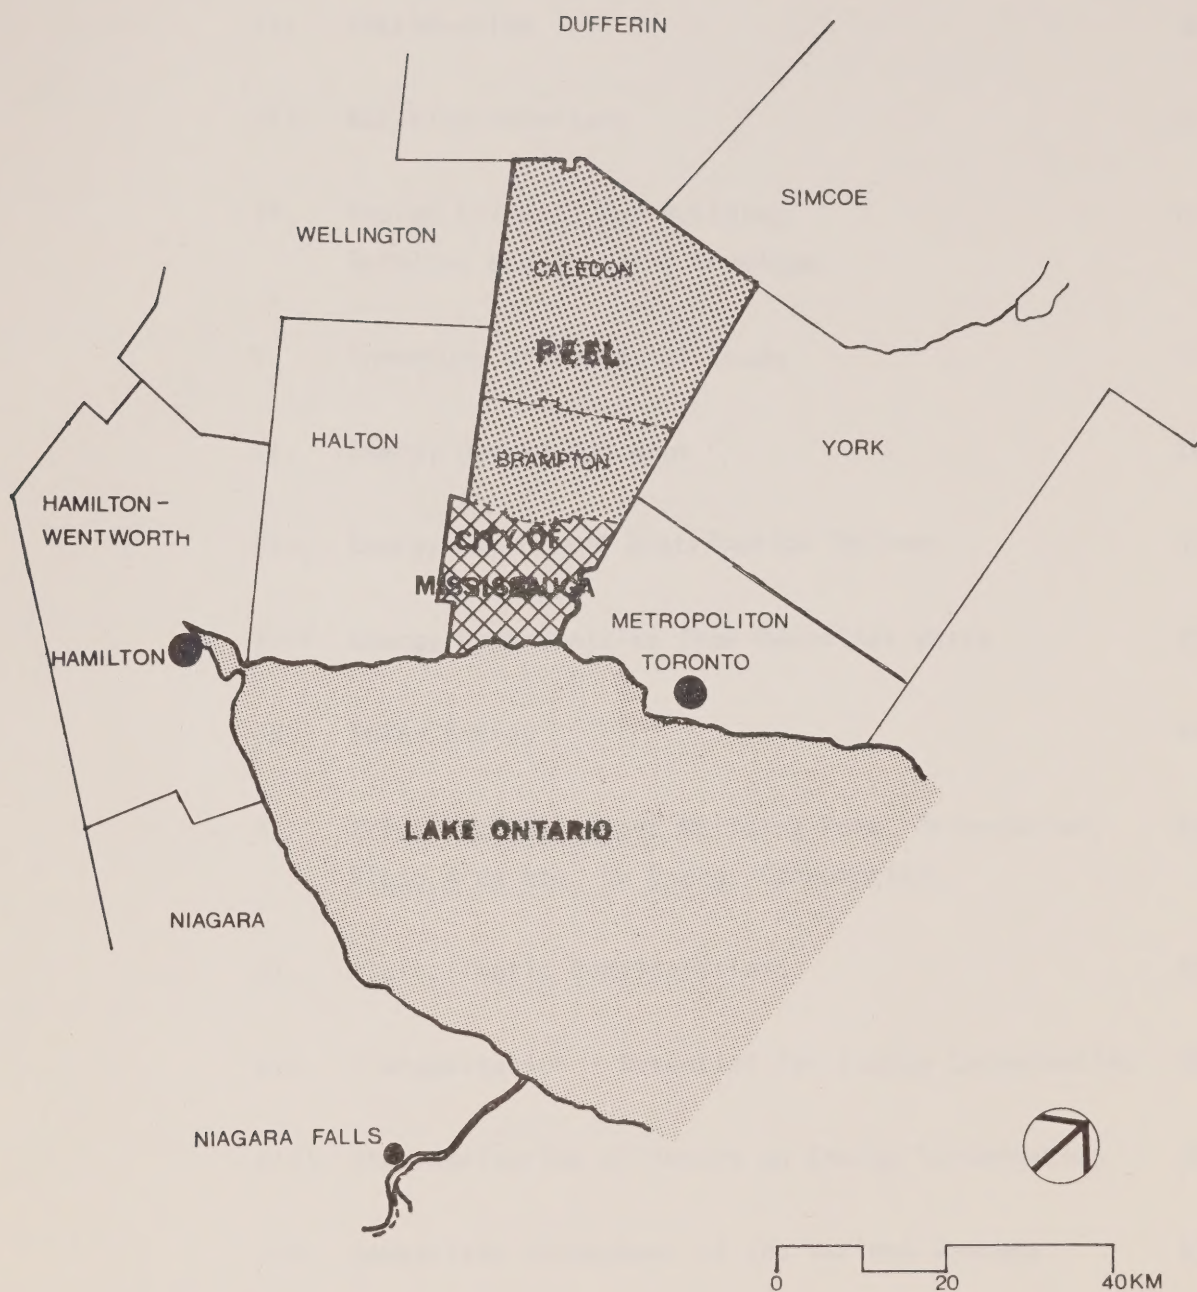 DUFFERIN
SIMCOE
WELLINGTON
CALEDON
PEEL
HALTON
YORK
BRAMPTON
HAMILTON-
WENTWORTH
CITY OF
MISSISSAUGA
METROPOLITON
TORONTO
HAMILTON
LAKE ONTARIO
NIAGARA
NIAGARA FALLS
0 20 40KM